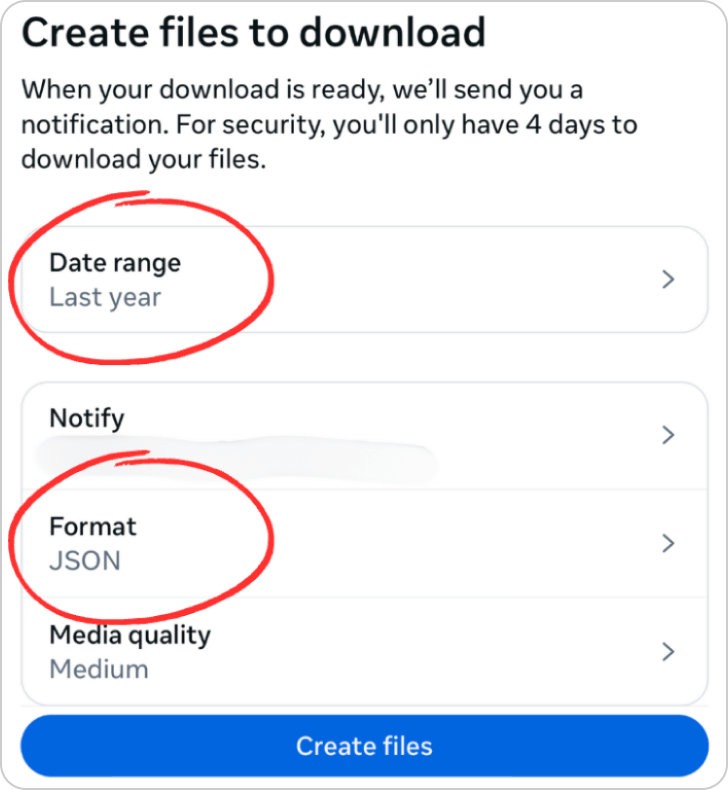 Create files to download
When your download is ready, we’ll send you a
notification. For security, you'll only have 4 days to
download your files.
Date range
Last year
Notify
Format
JSON
Media quality
Medium
Create files